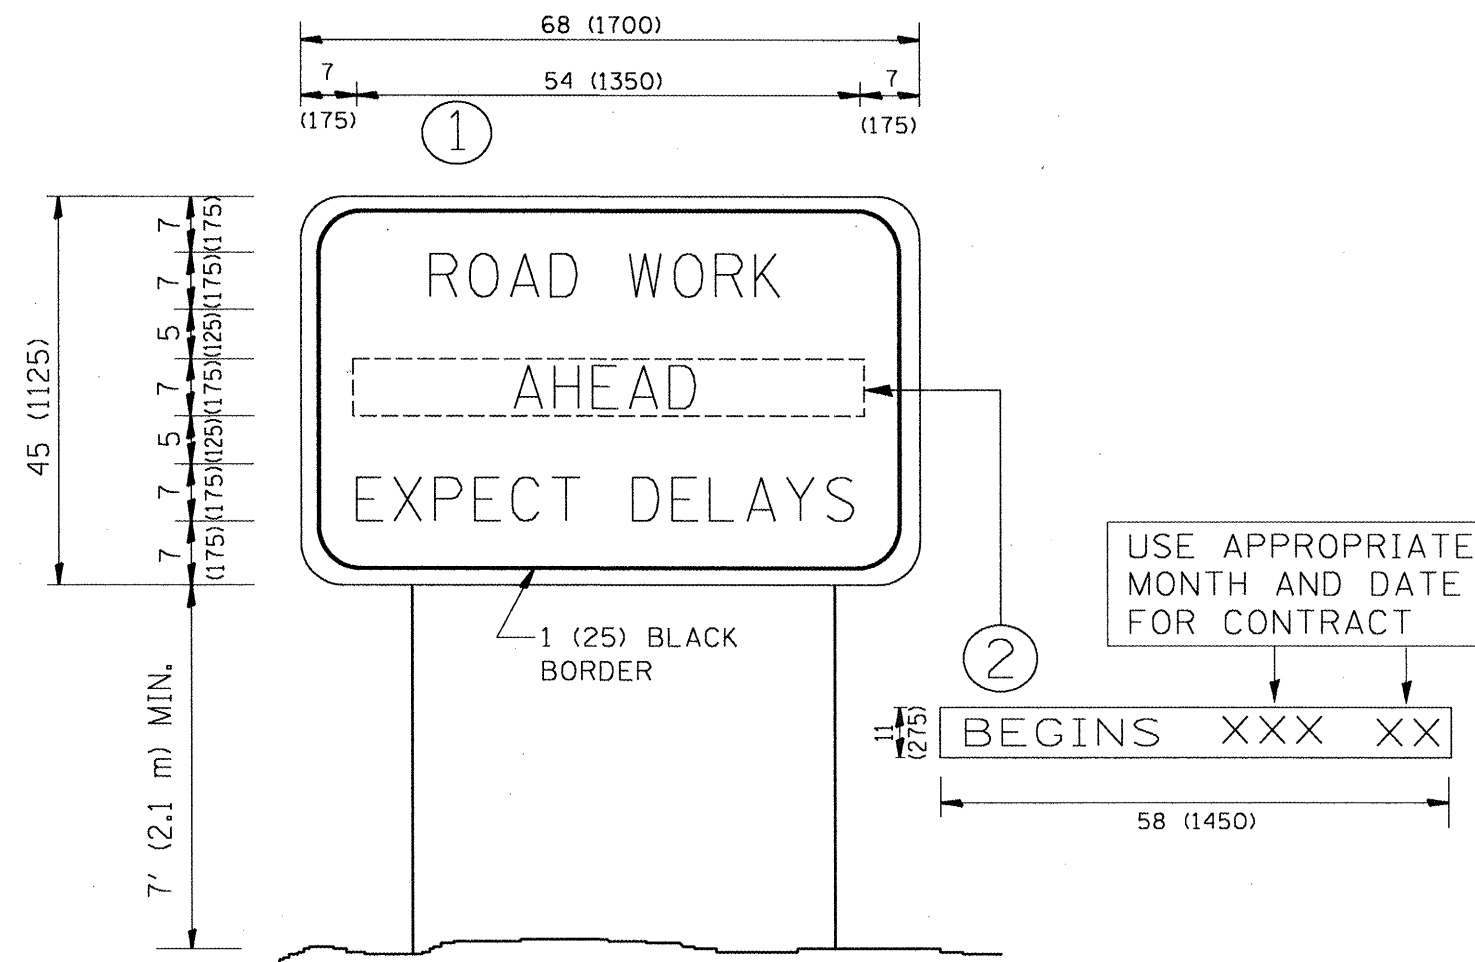 68 (1700)
7
54 (1350)
7
(175)
(175)
1
45 (1125)
7
(175)
7
(175)
5
(125)
7
(175)
5
(125)
7
(175)
7
(175)
ROAD WORK
AHEAD
EXPECT DELAYS
1 (25) BLACK
BORDER
7' (2.1 m) MIN.
2
USE APPROPRIATE
MONTH AND DATE
FOR CONTRACT
11
(275)
BEGINS XXX XX
58 (1450)